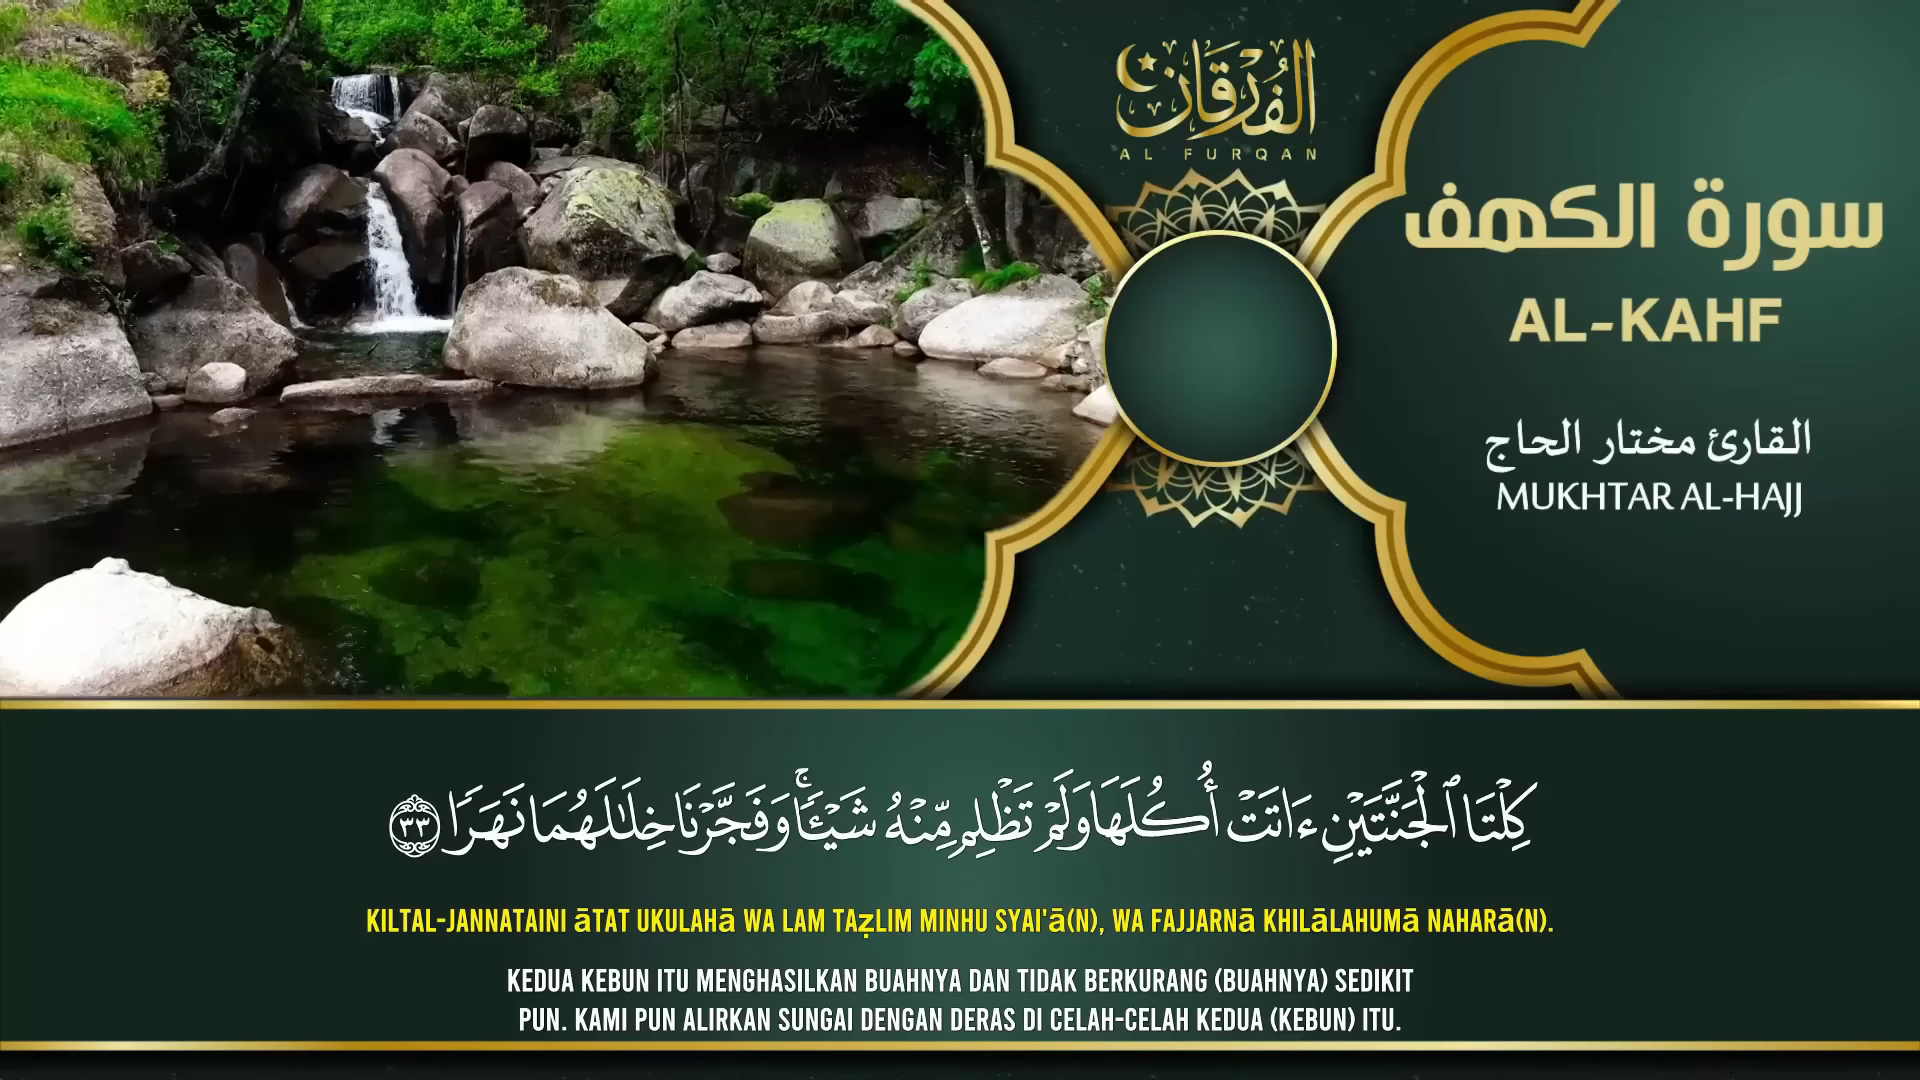 الفرقان
AL FURQAN
سورة الكهف
AL-KAHF
القارئ مختار الحاج
MUKHTAR AL-HAJJ
كِلْتَا ٱلْجَنَّتَيْنِ ءَاتَتْ أُكُلَهَا وَلَمْ تَظْلِم مِّنْهُ شَيْـًٔا ۚ وَفَجَّرْنَا خِلَـٰلَهُمَا نَهَرًا ٣٣
KILTAL-JANNATAINI āTAT UKULAHā WA LAM TAẓLIM MINHU SYAI'ā(N), WA FAJJARNā KHILāLAHUMā NAHARā(N).
KEDUA KEBUN ITU MENGHASILKAN BUAHNYA DAN TIDAK BERKURANG (BUAHNYA) SEDIKIT
PUN. KAMI PUN ALIRKAN SUNGAI DENGAN DERAS DI CELAH-CELAH KEDUA (KEBUN) ITU.